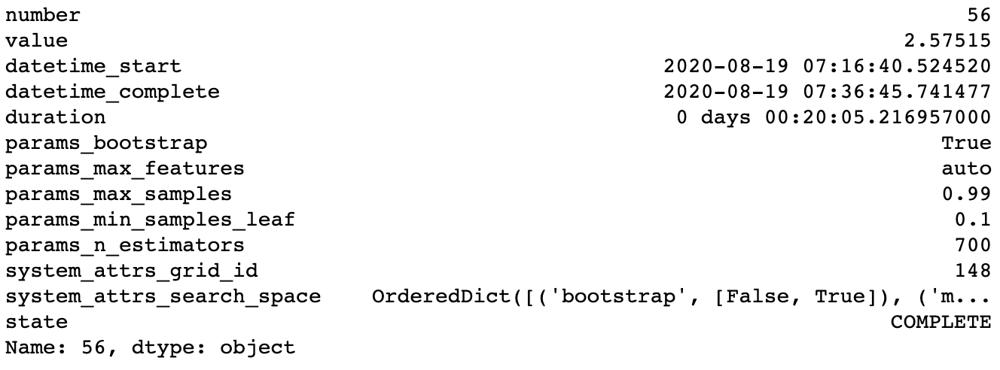 number 56
value 2.57515
datetime_start 2020-08-19 07:16:40.524520
datetime_complete 2020-08-19 07:36:45.741477
duration 0 days 00:20:05.216957000
params_bootstrap True
params_max_features auto
params_max_samples 0.99
params_min_samples_leaf 0.1
params_n_estimators 700
system_attrs_grid_id 148
system_attrs_search_space OrderedDict([('bootstrap', [False, True]), ('m...
state COMPLETE
Name: 56, dtype: object